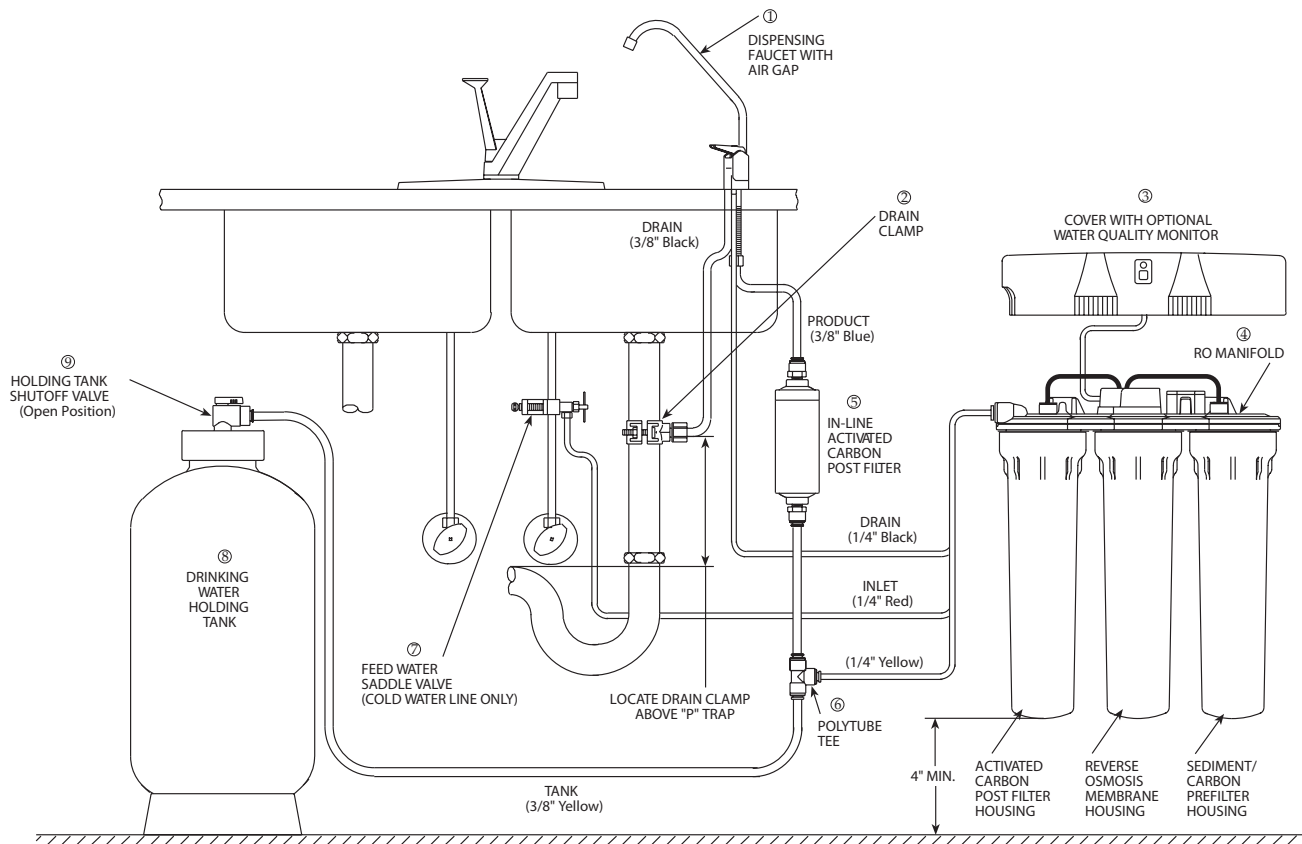 ①
DISPENSING
FAUCET WITH
AIR GAP
②
DRAIN
CLAMP
DRAIN
(3/8" Black)
③
COVER WITH OPTIONAL
WATER QUALITY MONITOR
PRODUCT
(3/8" Blue)
④
RO MANIFOLD
⑨
HOLDING TANK
SHUTOFF VALVE
(Open Position)
⑤
IN-LINE
ACTIVATED
CARBON
POST FILTER
DRAIN
(1/4" Black)
⑧
DRINKING
WATER
HOLDING
TANK
INLET
(1/4" Red)
⑦
FEED WATER
SADDLE VALVE
(COLD WATER LINE ONLY)
(1/4" Yellow)
LOCATE DRAIN CLAMP
ABOVE "P" TRAP
⑥
POLYTUBE
TEE
4" MIN.
ACTIVATED
CARBON
POST FILTER
HOUSING
REVERSE
OSMOSIS
MEMBRANE
HOUSING
SEDIMENT/
CARBON
PREFILTER
HOUSING
TANK
(3/8" Yellow)